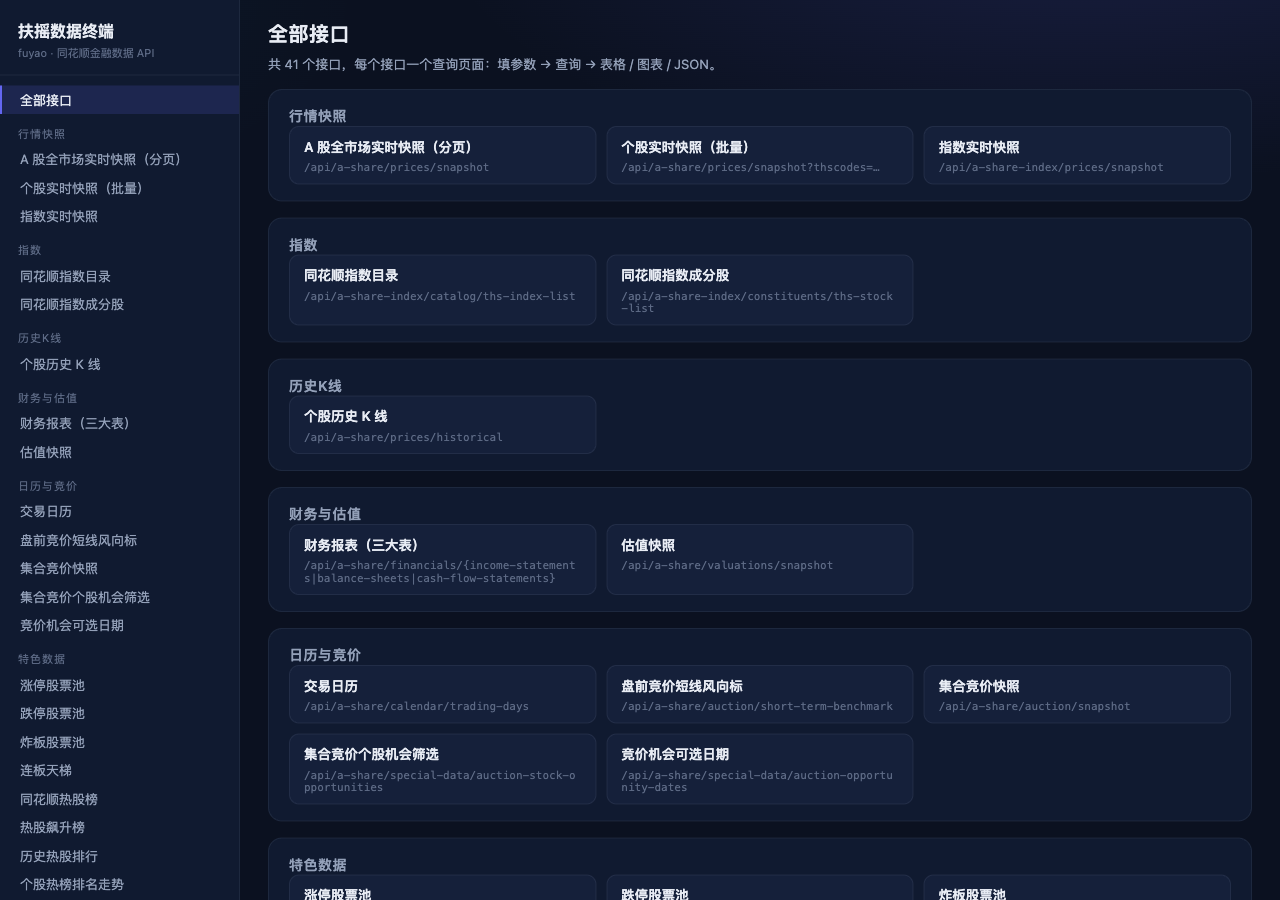 扶摇数据终端
fuyao · 同花顺金融数据 API
全部接口
行情快照
A 股全市场实时快照（分页）
个股实时快照（批量）
指数实时快照
指数
同花顺指数目录
同花顺指数成分股
历史K线
个股历史 K 线
财务与估值
财务报表（三大表）
估值快照
日历与竞价
交易日历
盘前竞价短线风向标
集合竞价快照
集合竞价个股机会筛选
竞价机会可选日期
特色数据
涨停股票池
跌停股票池
炸板股票池
连板天梯
同花顺热股榜
热股飙升榜
历史热股排行
个股热榜排名走势
全部接口
共 41 个接口，每个接口一个查询页面：填参数 → 查询 → 表格 / 图表 / JSON。
行情快照
A 股全市场实时快照（分页）
/api/a-share/prices/snapshot
个股实时快照（批量）
/api/a-share/prices/snapshot?thscodes=…
指数实时快照
/api/a-share-index/prices/snapshot
指数
同花顺指数目录
/api/a-share-index/catalog/ths-index-list
同花顺指数成分股
/api/a-share-index/constituents/ths-stock
-list
历史K线
个股历史 K 线
/api/a-share/prices/historical
财务与估值
财务报表（三大表）
/api/a-share/financials/{income-statement
s|balance-sheets|cash-flow-statements}
估值快照
/api/a-share/valuations/snapshot
日历与竞价
交易日历
/api/a-share/calendar/trading-days
盘前竞价短线风向标
/api/a-share/auction/short-term-benchmark
集合竞价快照
/api/a-share/auction/snapshot
集合竞价个股机会筛选
/api/a-share/special-data/auction-stock-o
pportunities
竞价机会可选日期
/api/a-share/special-data/auction-opportu
nity-dates
特色数据
涨停股票池
跌停股票池
炸板股票池